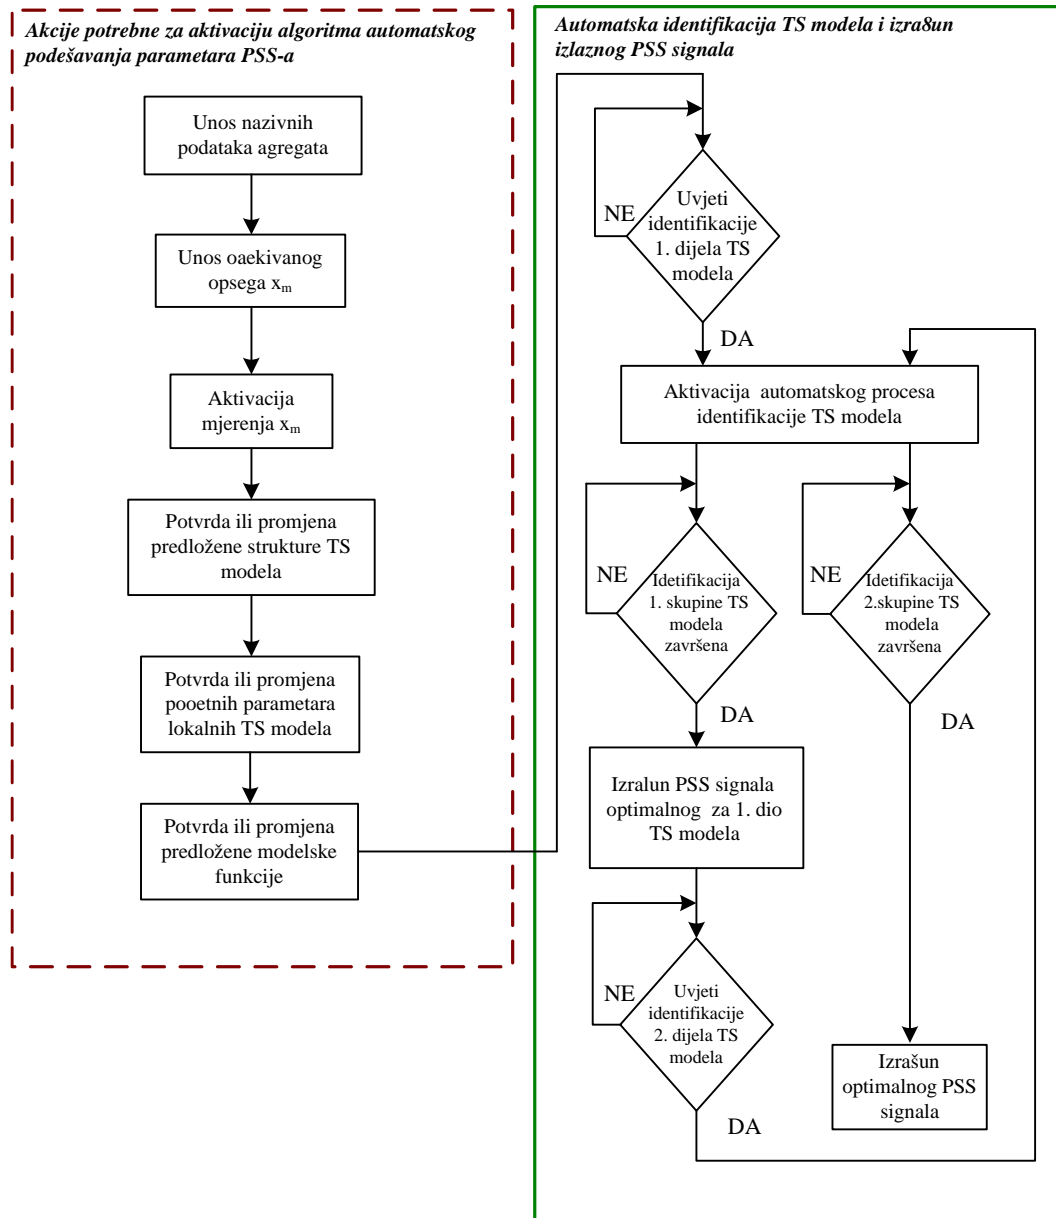 Akcije potrebne za aktivaciju algoritma automatskog
podešavanja parametara PSS-a
Unos nazivnih
podataka agregata
Unos oaekivanog
opsega xₘ
Aktivacija
mjerenja xₘ
Potvrda ili promjena
predložene strukture TS
modela
Potvrda ili promjena
pooetnih parametara
lokalnih TS modela
Potvrda ili promjena
predložene modelske
funkcije
Automatska identifikacija TS modela i izra8un
izlaznog PSS signala
NE
Uvjeti
identifikacije
1. dijela TS
modela
DA
Aktivacija  automatskog procesa
identifikacije TS modela
NE
Idetifikacija
1. skupine TS
modela
završena
DA
NE
Idetifikacija
2.skupine TS
modela
završena
DA
Izralun PSS signala
optimalnog  za 1. dio
TS modela
NE
Uvjeti
identifikacije
2. dijela TS
modela
DA
Izrašun
optimalnog PSS
signala